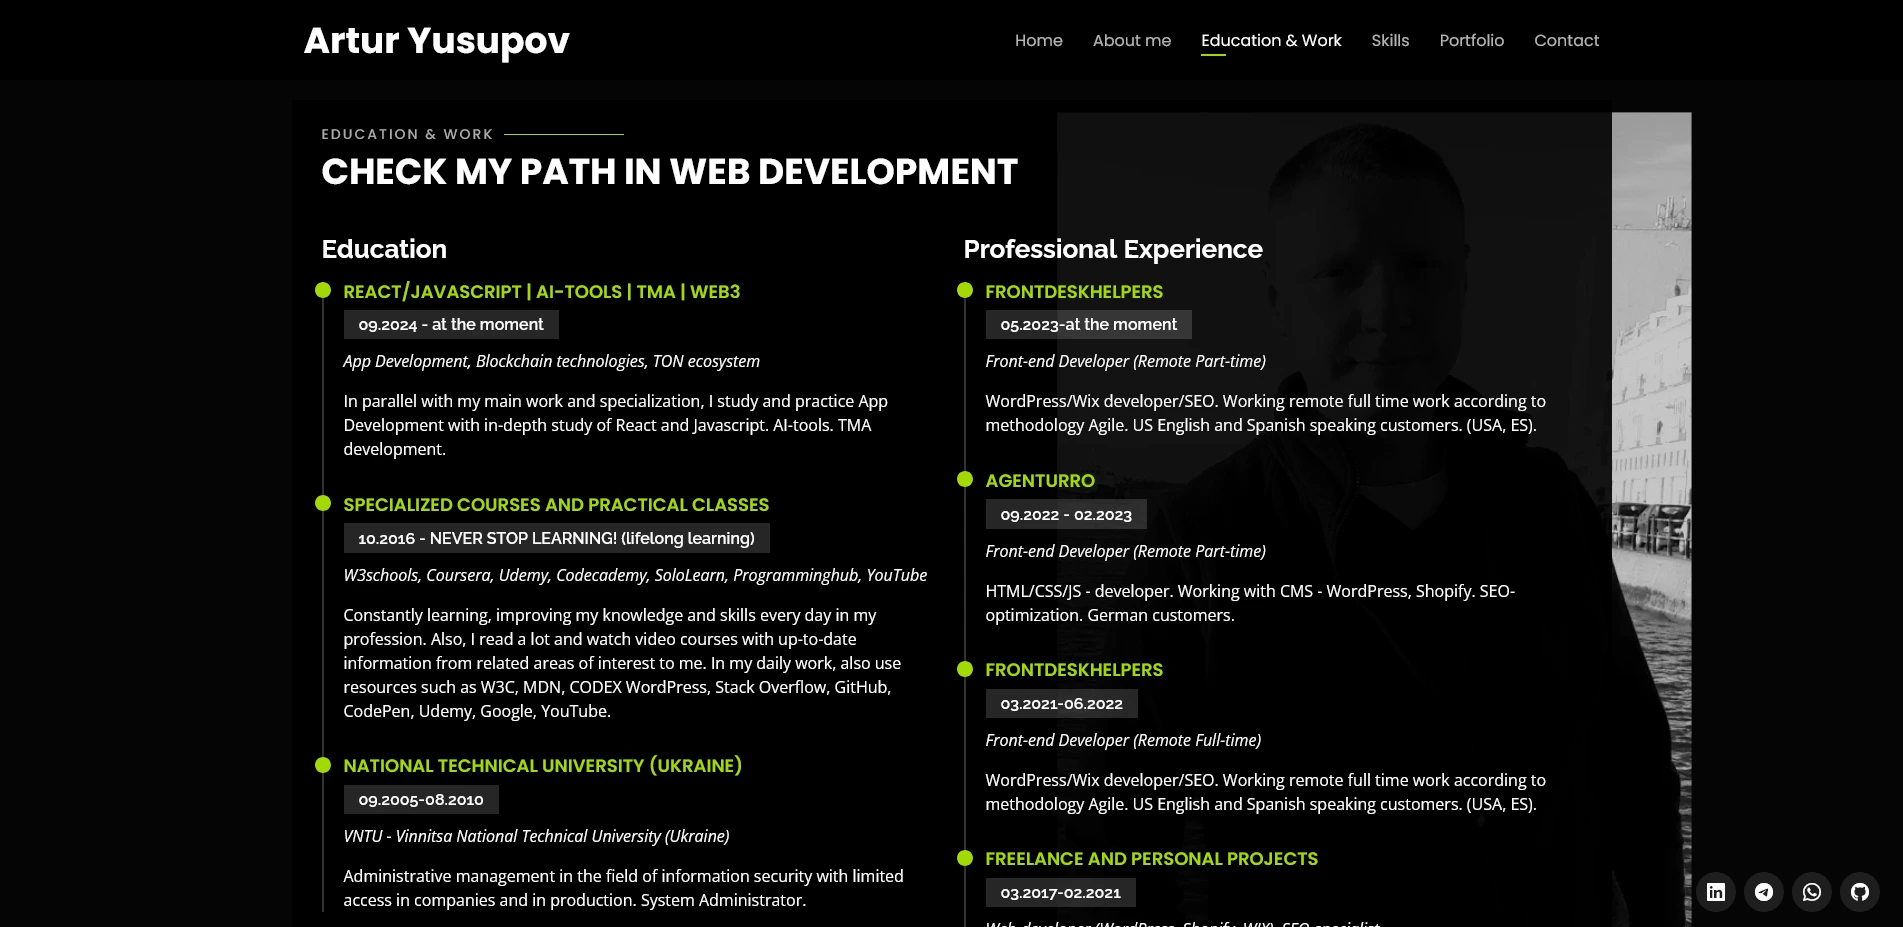 Artur Yusupov
Home About me Education & Work Skills Portfolio Contact
EDUCATION & WORK
CHECK MY PATH IN WEB DEVELOPMENT
Education
REACT/JAVASCRIPT | AI-TOOLS | TMA | WEB3
09.2024 - at the moment
App Development, Blockchain technologies, TON ecosystem
In parallel with my main work and specialization, I study and practice App
Development with in-depth study of React and Javascript. AI-tools. TMA
development.
SPECIALIZED COURSES AND PRACTICAL CLASSES
10.2016 - NEVER STOP LEARNING! (lifelong learning)
W3schools, Coursera, Udemy, Codecademy, SoloLearn, Programminghub, YouTube
Constantly learning, improving my knowledge and skills every day in my
profession. Also, I read a lot and watch video courses with up-to-date
information from related areas of interest to me. In my daily work, also use
resources such as W3C, MDN, CODEX WordPress, Stack Overflow, GitHub,
CodePen, Udemy, Google, YouTube.
NATIONAL TECHNICAL UNIVERSITY (UKRAINE)
09.2005-08.2010
VNTU - Vinnitsa National Technical University (Ukraine)
Administrative management in the field of information security with limited
access in companies and in production. System Administrator.
Professional Experience
FRONTDESKHELPERS
05.2023-at the moment
Front-end Developer (Remote Part-time)
WordPress/Wix developer/SEO. Working remote full time work according to
methodology Agile. US English and Spanish speaking customers. (USA, ES).
AGENTURRO
09.2022 - 02.2023
Front-end Developer (Remote Part-time)
HTML/CSS/JS - developer. Working with CMS - WordPress, Shopify. SEO-
optimization. German customers.
FRONTDESKHELPERS
03.2021-06.2022
Front-end Developer (Remote Full-time)
WordPress/Wix developer/SEO. Working remote full time work according to
methodology Agile. US English and Spanish speaking customers. (USA, ES).
FREELANCE AND PERSONAL PROJECTS
03.2017-02.2021
Web-developer (WordPress, Shopify, WIX), SEO-specialist